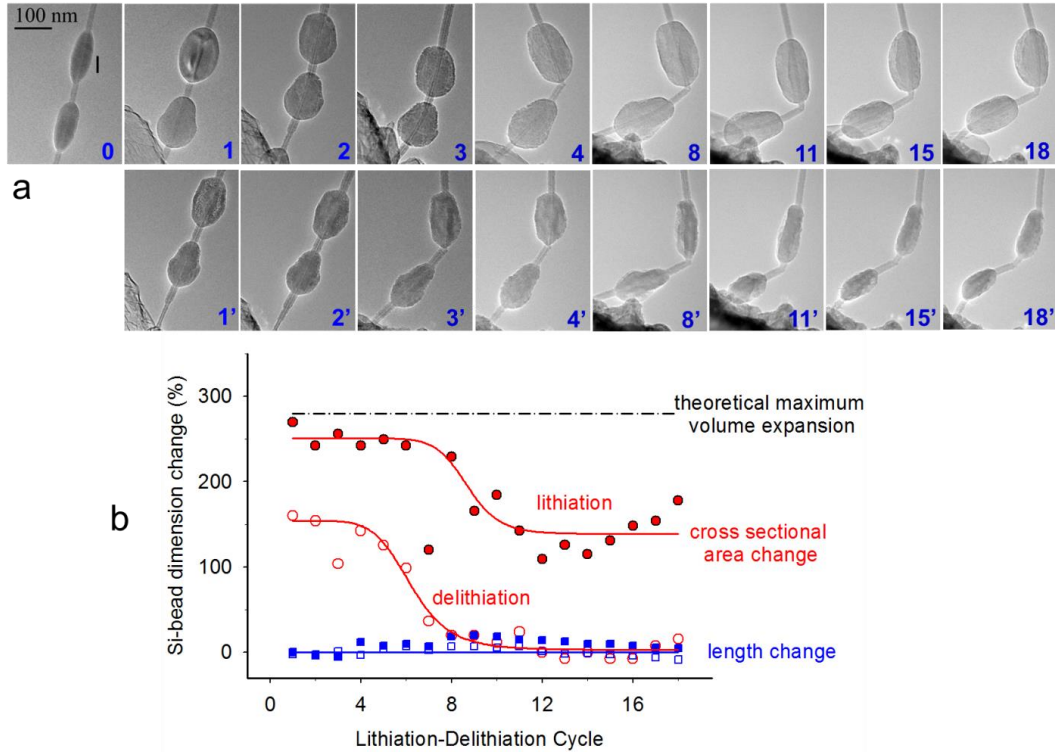 100 nm
0
1
2
3
4
8
11
15
18
a
1’
2’
3’
4’
8’
11’
15’
18’
b
Si-bead dimension change (%)
300
200
100
0
theoretical maximum
volume expansion
lithiation
cross sectional
area change
delithiation
length change
0
4
8
12
16
Lithiation-Delithiation Cycle